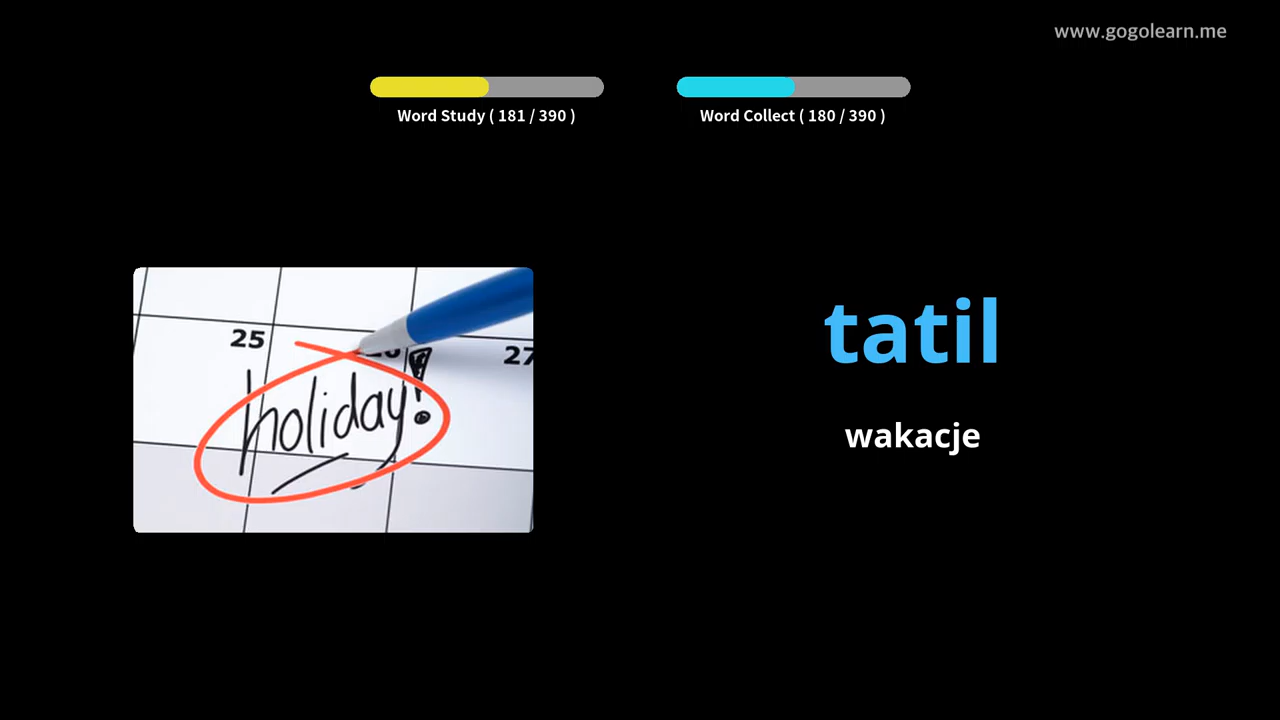 www.gogolearn.me
Word Study ( 181 / 390 )
Word Collect ( 180 / 390 )
25
27
holiday!
tatil
wakacje